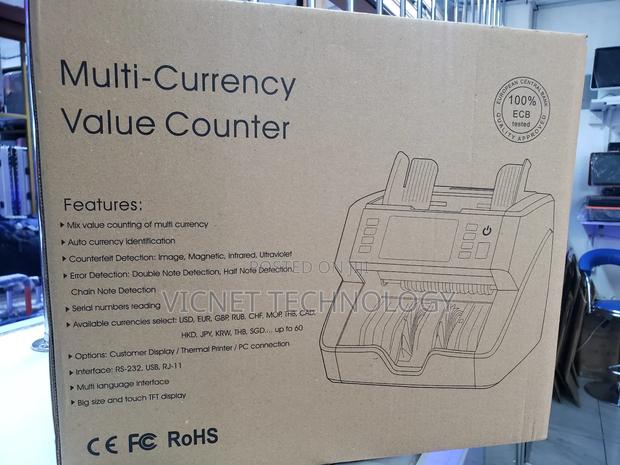 Multi-Currency
Value Counter
EUROPEAN CENTRAL BANK
100%
ECB
tested
QUALITY APPROVED
Features:
Mix value counting of multi currency
Auto currency identification
Counterfeit Detection: Image, Magnetic, Infrared, Ultraviolet
Error Detection: Double Note Detection, Half Note Detection,
Chain Note Detection
Serial numbers reading
Available currencies select: USD, EUR, GBP, RUB, CHF, MOP, THB, CAD,
HKD, JPY, KRW, THB, SGD.... up to 60
Options: Customer Display / Thermal Printer / PC connection
Interface: RS-232, USB, RJ-11
Multi language interface
Big size and touch TFT display
CE FC RoHS
POSTED ON
VICNET TECHNOLOGY